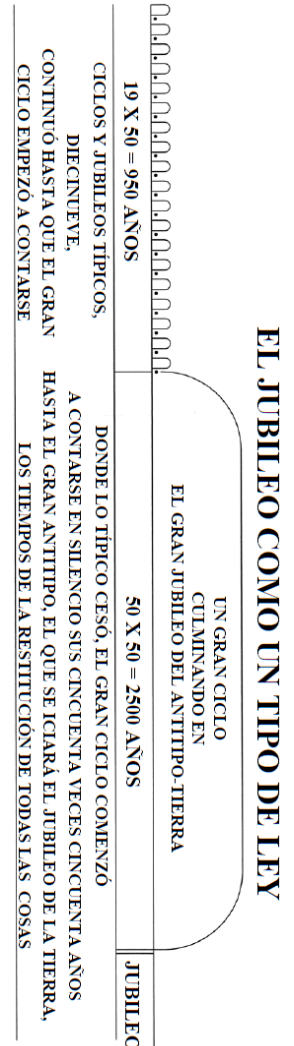 EL JUBILEO COMO UN TIPO DE LEY
UN GRAN CICLO
CULMINANDO EN
EL GRAN JUBILEO DEL ANTITIPO-TIERRA
19 X 50 = 950 AÑOS
50 X 50 = 2500 AÑOS
JUBILEO
CICLOS Y JUBILEOS TÍPICOS,
DIECINUEVE,
CONTINUÓ HASTA QUE EL GRAN
CICLO EMPEZÓ A CONTARSE
DONDE LO TÍPICO CESÓ, EL GRAN CICLO COMENZÓ
A CONTARSE EN SILENCIO SUS CINCUENTA VECES CINCUENTA AÑOS
HASTA EL GRAN ANTITIPO, EL QUE SE ICIARÁ EL JUBILEO DE LA TIERRA,
LOS TIEMPOS DE LA RESTITUCIÓN DE TODAS LAS COSAS